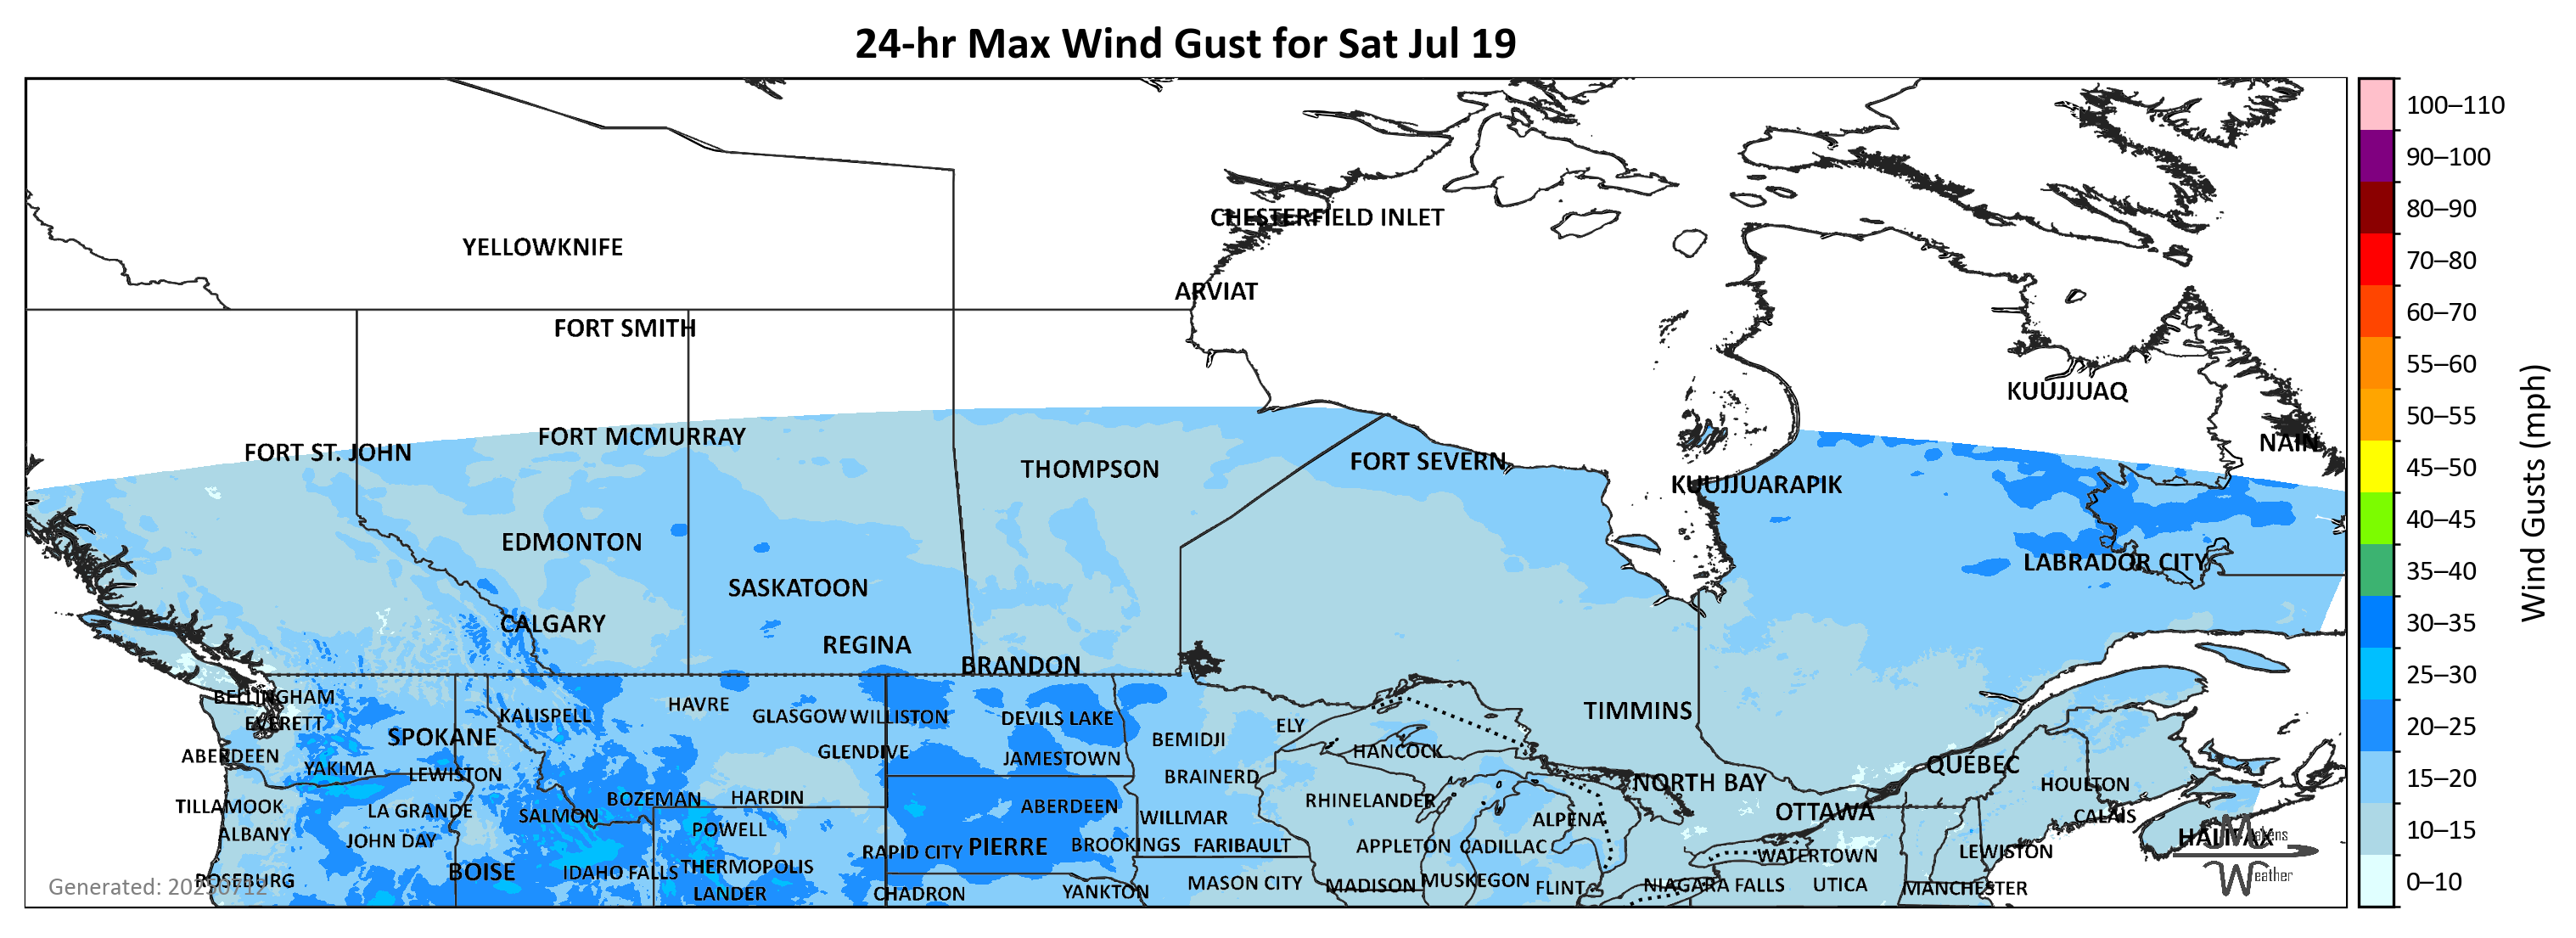 24-hr Max Wind Gust for Sat Jul 19
100–110
90–100
CHESTERFIELD INLET
80–90
YELLOWKNIFE
70–80
ARVIAT
60–70
FORT SMITH
55–60
KUUJJUAQ
50–55
FORT MCMURRAY
NAIN
FORT ST. JOHN
FORT SEVERN
THOMPSON
45–50
KUUJJUARAPIK
40–45
EDMONTON
LABRADOR CITY
35–40
SASKATOON
CALGARY
30–35
REGINA
BRANDON
25–30
Wind Gusts (mph)
BELLINGHAM
HAVRE
TIMMINS
KALISPELL
GLASGOW
WILLISTON
DEVILS LAKE
20–25
EVERETT
ELY
SPOKANE
BEMIDJI
HANCOCK
ABERDEEN
GLENDIVE
JAMESTOWN
QUEBEC
YAKIMA
LEWISTON
BRAINERD
NORTH BAY
HOULTON
15–20
BOZEMAN
HARDIN
RHINELANDER
TILLAMOOK
LA GRANDE
SALMON
ABERDEEN
WILLMAR
ALPENA
OTTAWA
CALAIS
ALBANY
POWELL
10–15
HALIFAX
Makens
Weather
JOHN DAY
RAPID CITY
PIERRE
BROOKINGS
FARIBAULT
APPLETON
CADILLAC
WATERTOWN
LEWISTON
BOISE
IDAHO FALLS
THERMOPOLIS
ROSEBURG
MASON CITY
MADISON
MUSKEGON
FLINT
NIAGARA FALLS
UTICA
MANCHESTER
0–10
LANDER
CHADRON
YANKTON
Generated: 20250712